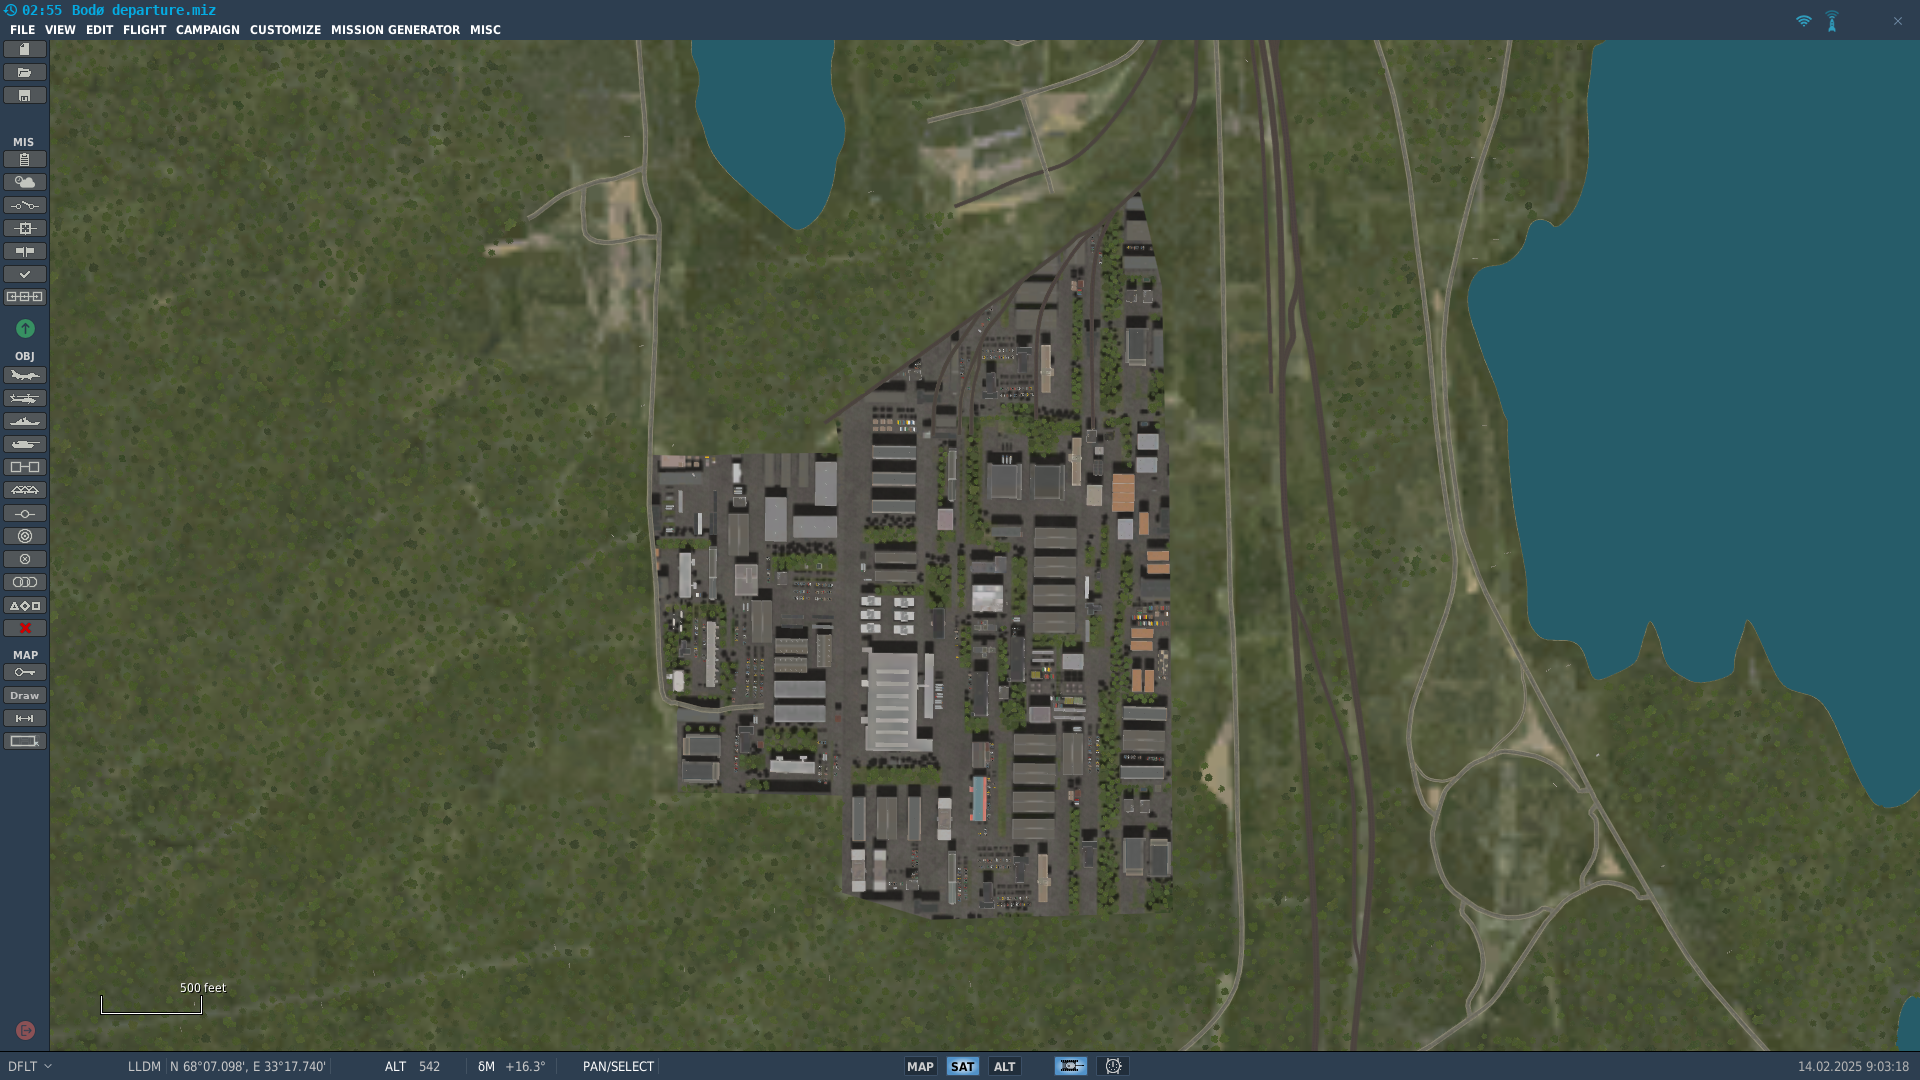 02:55 Bodø departure.miz
FILE VIEW EDIT FLIGHT CAMPAIGN CUSTOMIZE MISSION GENERATOR MISC
MIS
OBJ
MAP
Draw
500 feet
DFLT LLDM N 68°07.098', E 33°17.740' ALT 542 δM +16.3° PAN/SELECT MAP SAT ALT 14.02.2025 9:03:18